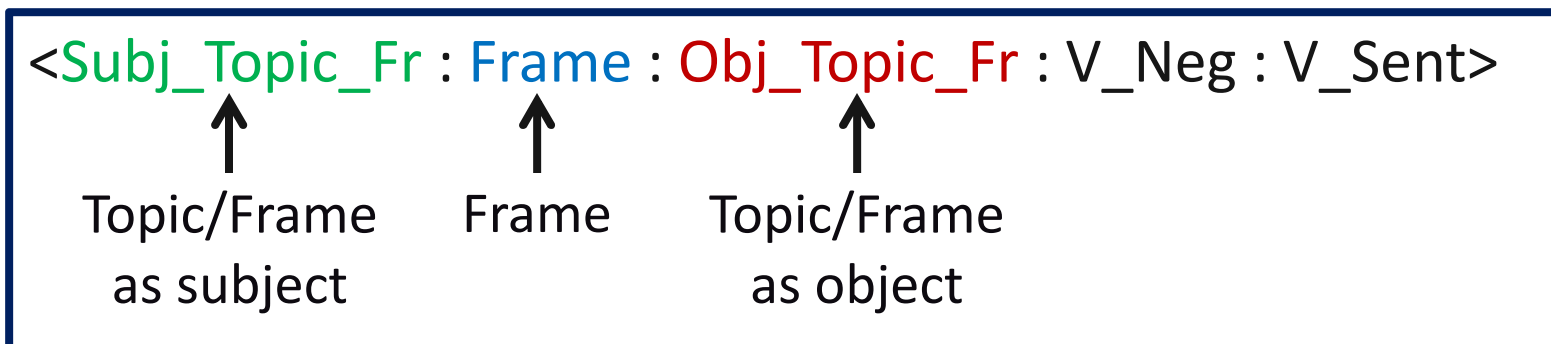 <Subj_Topic_Fr : Frame : Obj_Topic_Fr : V_Neg : V_Sent>
Topic/Frame Frame Topic/Frame
as subject as object